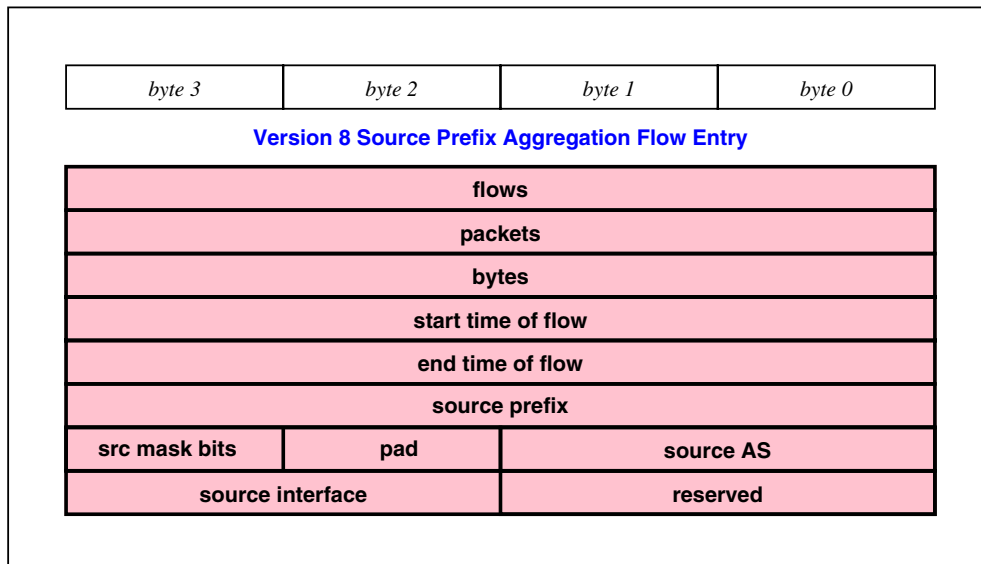 byte 3 byte 2 byte 1 byte 0
Version 8 Source Prefix Aggregation Flow Entry
flows
packets
bytes
start time of flow
end time of flow
source prefix
src mask bits pad source AS
source interface reserved